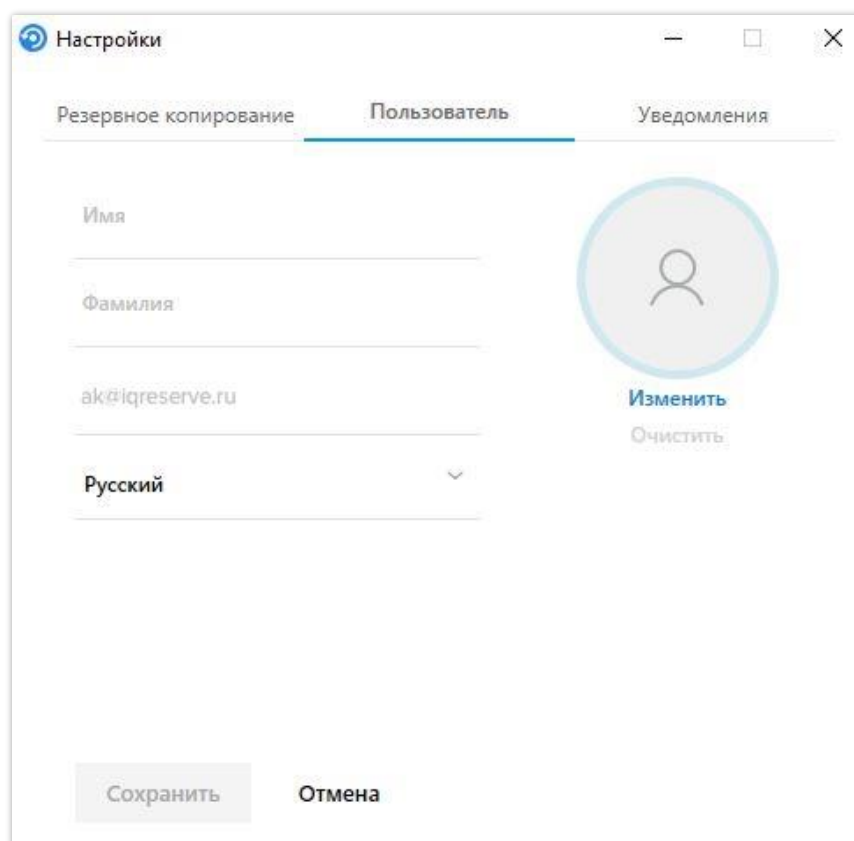 Настройки
Резервное копирование
Пользователь
Уведомления
Имя
Фамилия
ak@iqreserve.ru
Русский
Изменить
Очистить
Сохранить
Отмена